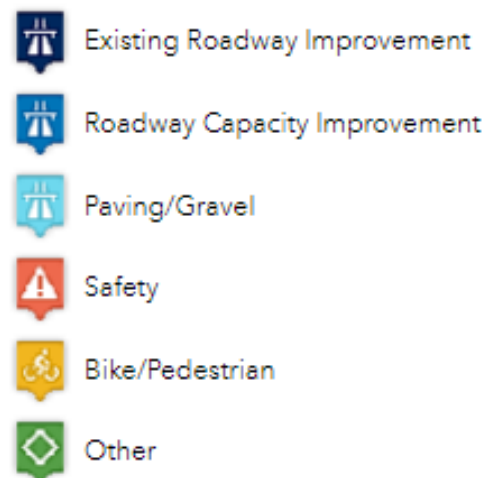 Existing Roadway Improvement
Roadway Capacity Improvement
Paving/Gravel
Safety
Bike/Pedestrian
Other